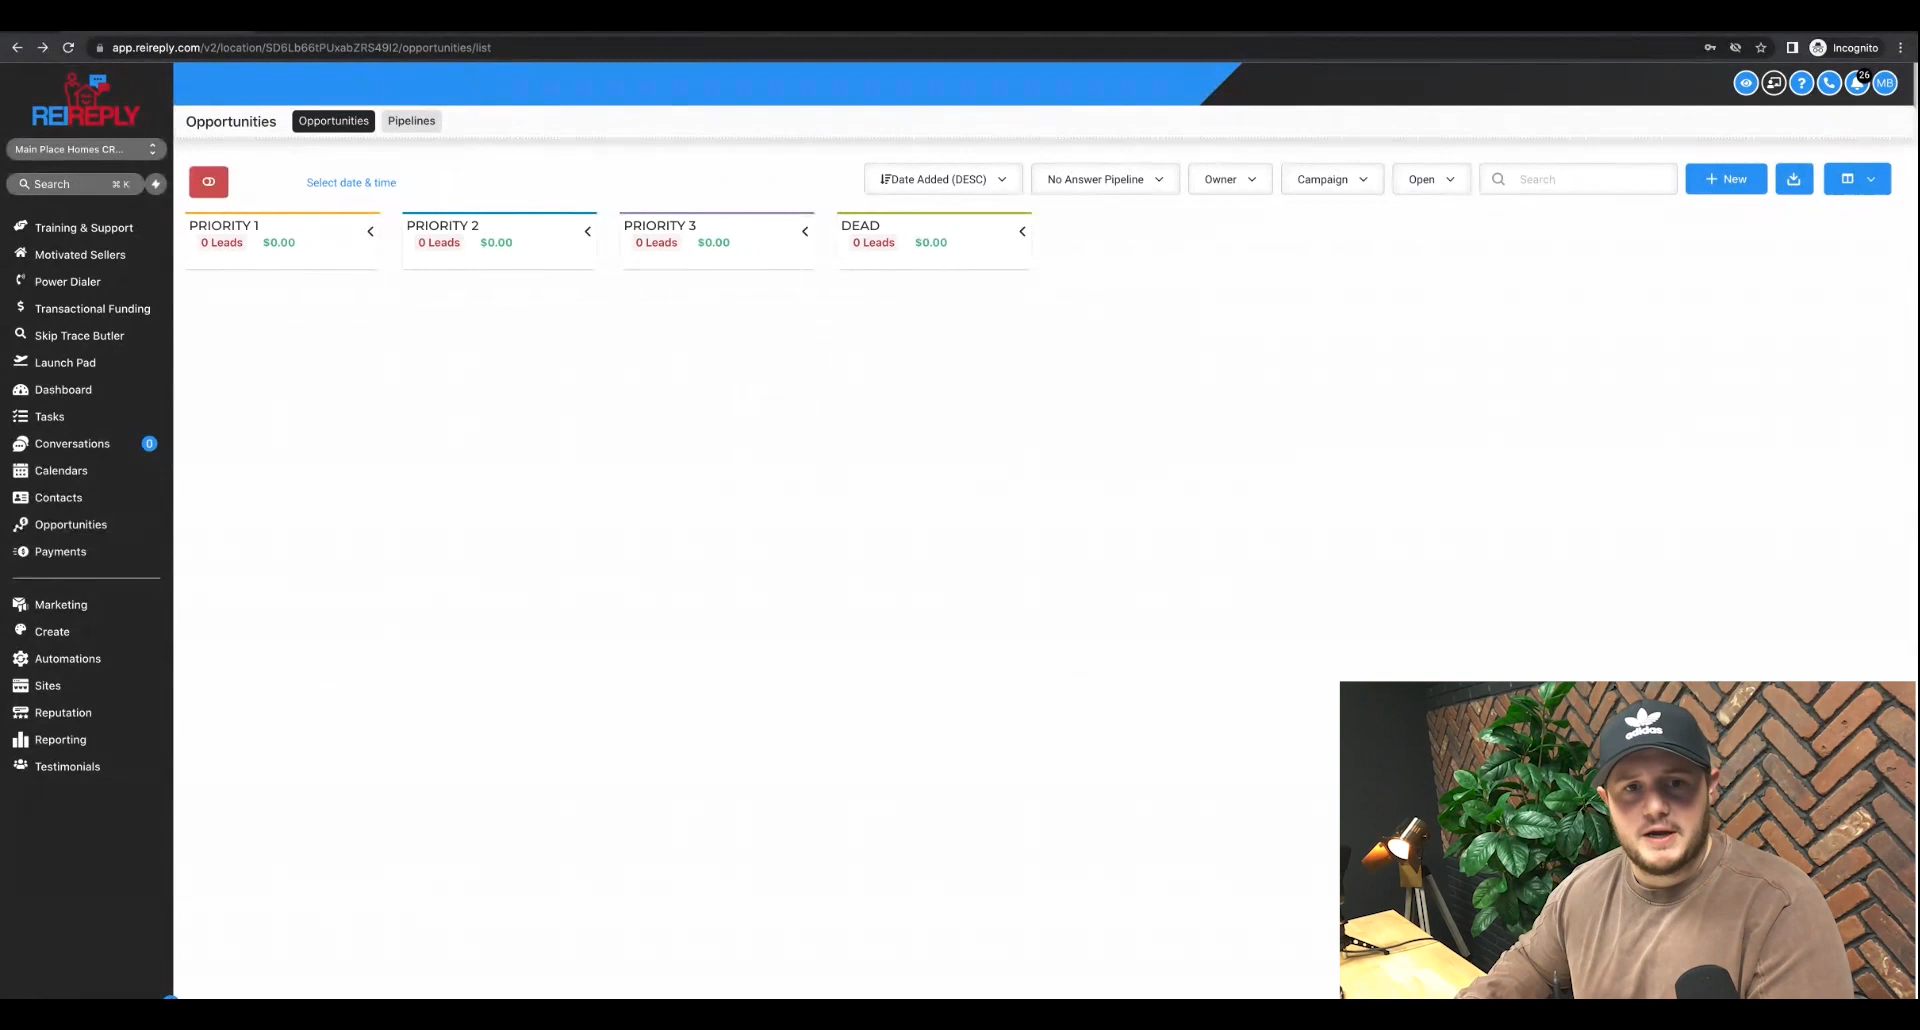 app.reireply.com/v2/location/SD6Lb66tPUxabZRS49I2/opportunities/list
Incognito
REIREPLY
26
MB
Opportunities
Opportunities
Pipelines
Main Place Homes CR...
Search
⌘ K
Select date & time
Date Added (DESC)
No Answer Pipeline
Owner
Campaign
Open
Search
+ New
PRIORITY 1
0 Leads $0.00
PRIORITY 2
0 Leads $0.00
PRIORITY 3
0 Leads $0.00
DEAD
0 Leads $0.00
Training & Support
Motivated Sellers
Power Dialer
Transactional Funding
Skip Trace Butler
Launch Pad
Dashboard
Tasks
Conversations 0
Calendars
Contacts
Opportunities
Payments
Marketing
Create
Automations
Sites
Reputation
Reporting
Testimonials
adidas